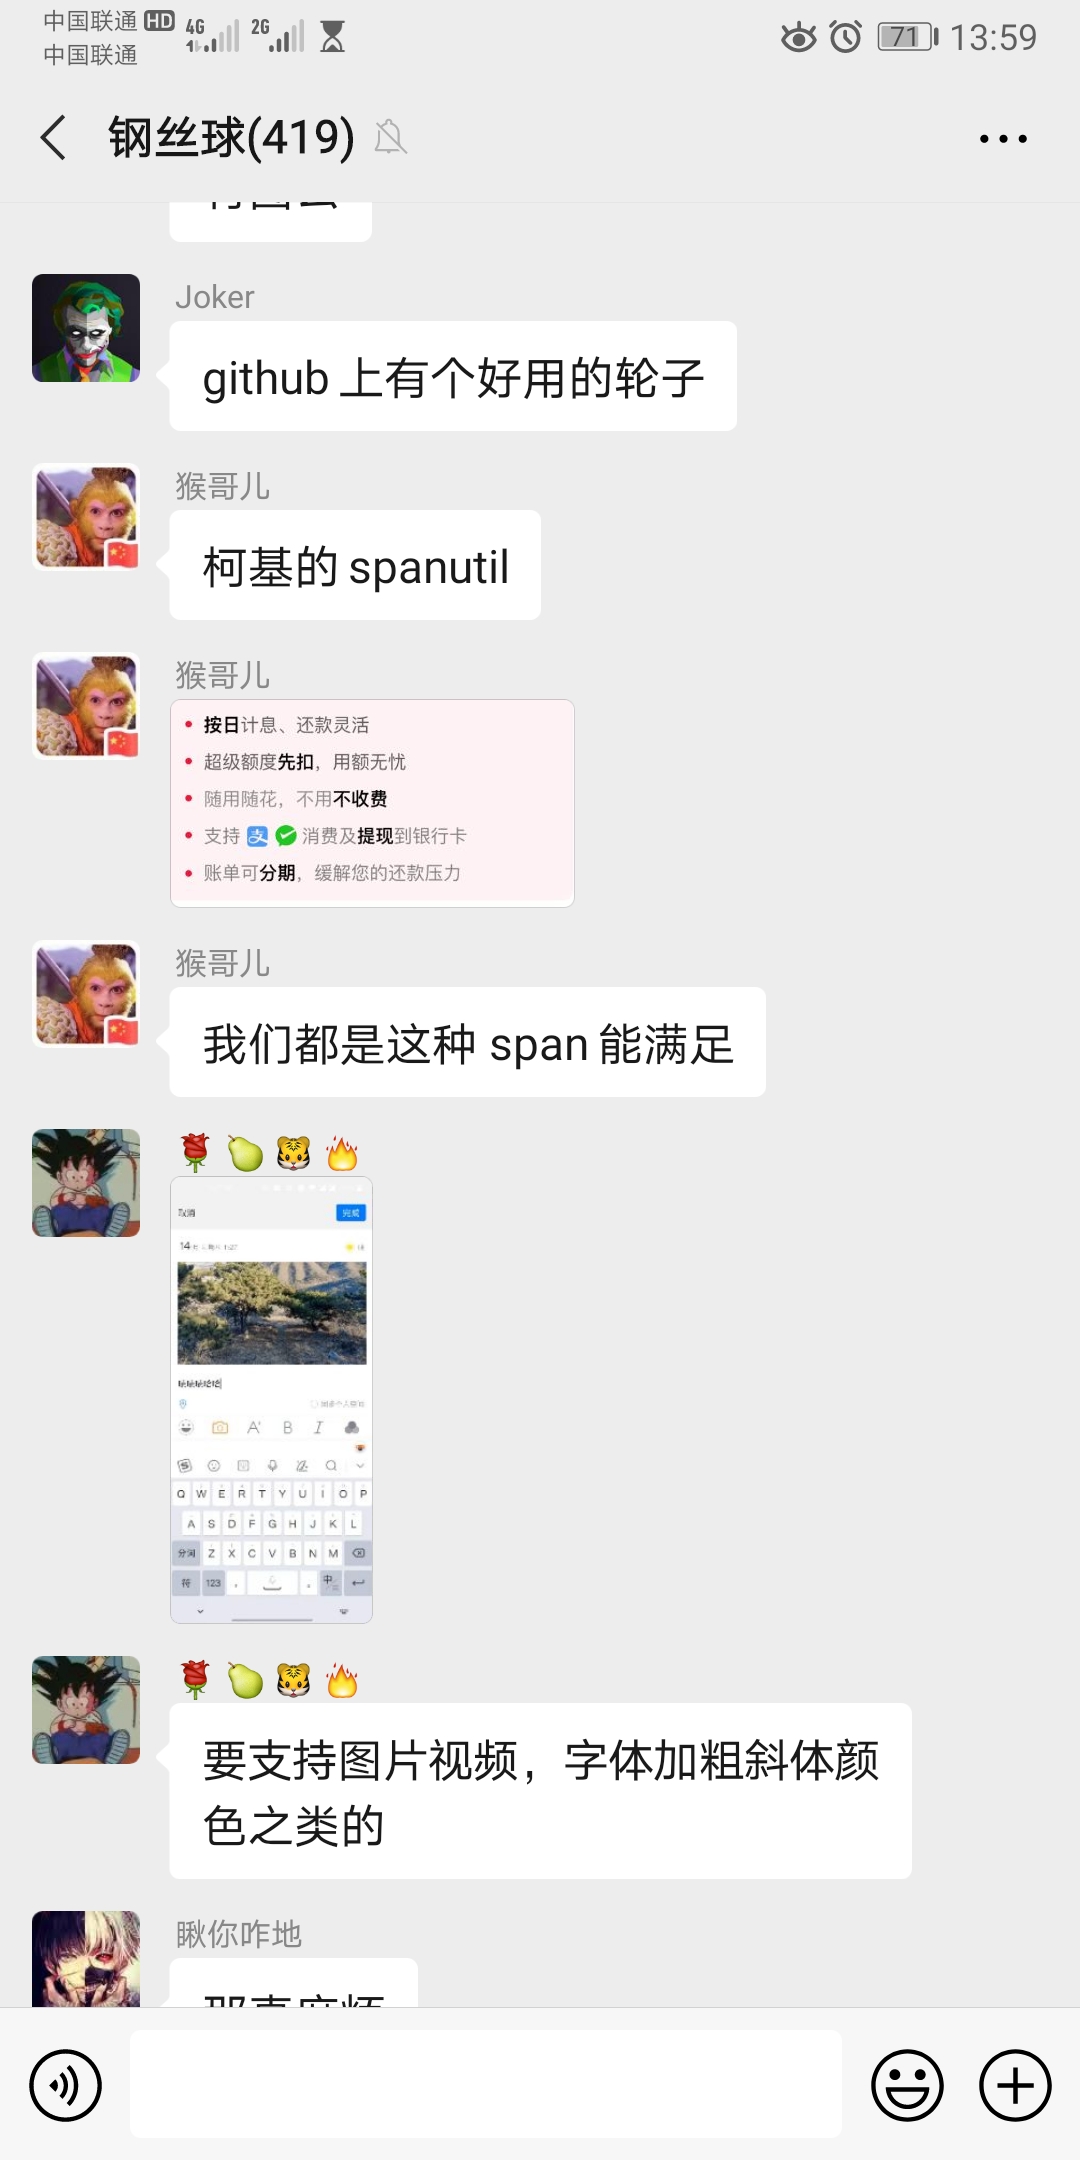 中国联通 HD 4G 2G 71 13:59
中国联通
钢丝球(419)
Joker
github 上有个好用的轮子
猴哥儿
柯基的 spanutil
猴哥儿
按日计息、还款灵活
超级额度先扣，用额无忧
随用随花，不用不收费
支持 支 消费及提现到银行卡
账单可分期，缓解您的还款压力
猴哥儿
我们都是这种 span 能满足
🌹 🍐 🐯 🔥
取消 完成
14
A B I
Q W E R T Y U I O P
A S D F G H J K L
分词 Z X C V B N M
符 123 ， 。 中
🌹 🍐 🐯 🔥
要支持图片视频，字体加粗斜体颜
色之类的
瞅你咋地